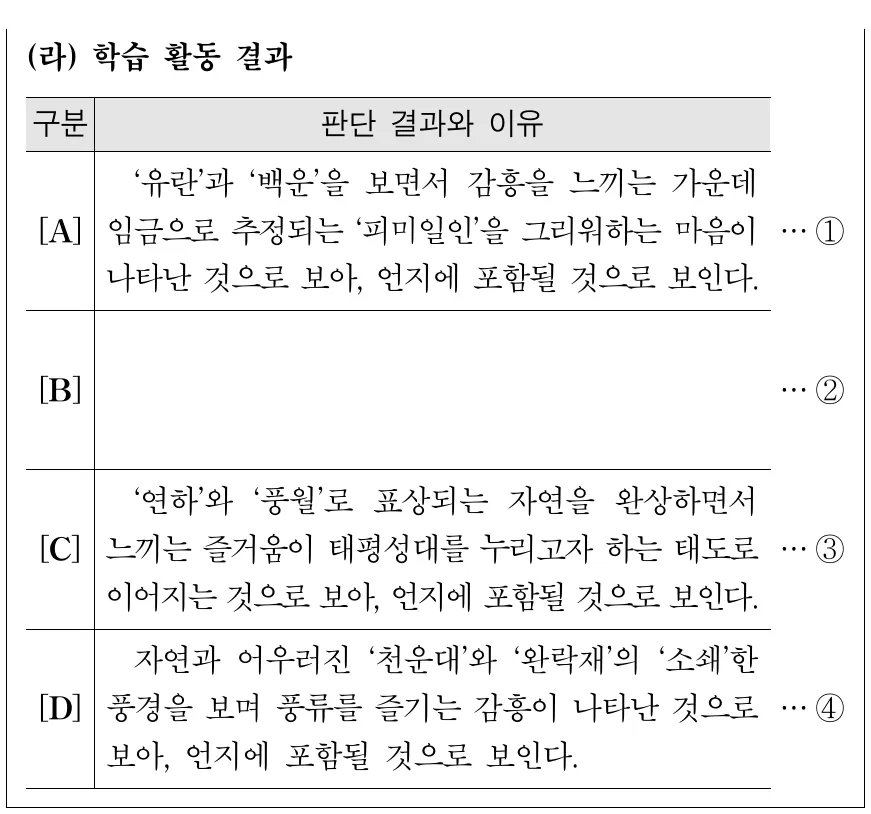 (라) 학습 활동 결과
구분 판단 결과와 이유
‘유란’과 ‘백운’을 보면서 감흥을 느끼는 가운데
[A] 임금으로 추정되는 ‘피미일인’을 그리워하는 마음이 … ①
나타난 것으로 보아, 언지에 포함될 것으로 보인다.
[B] … ②
‘연하’와 ‘풍월’로 표상되는 자연을 완상하면서
[C] 느끼는 즐거움이 태평성대를 누리고자 하는 태도로 … ③
이어지는 것으로 보아, 언지에 포함될 것으로 보인다.
자연과 어우러진 ‘천운대’와 ‘완락재’의 ‘소쇄’한
[D] 풍경을 보며 풍류를 즐기는 감흥이 나타난 것으로 … ④
보아, 언지에 포함될 것으로 보인다.